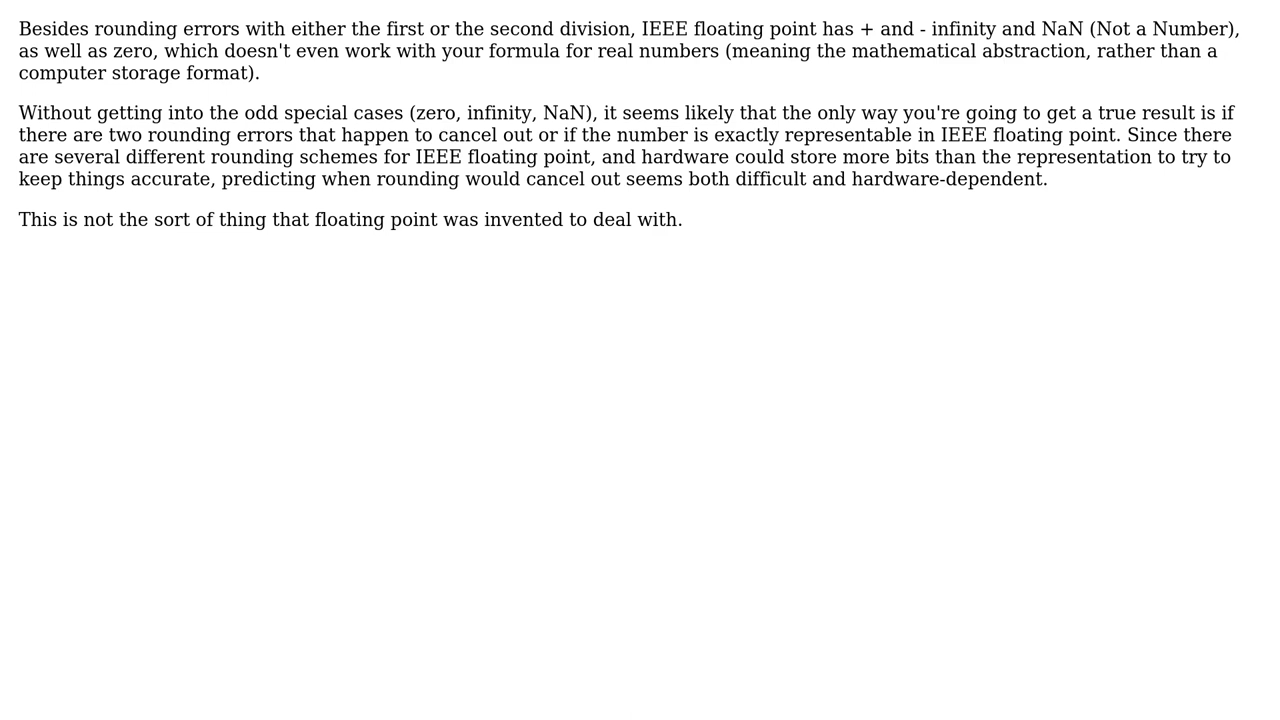 Besides rounding errors with either the first or the second division, IEEE floating point has + and - infinity and NaN (Not a Number),
as well as zero, which doesn't even work with your formula for real numbers (meaning the mathematical abstraction, rather than a
computer storage format).
Without getting into the odd special cases (zero, infinity, NaN), it seems likely that the only way you're going to get a true result is if
there are two rounding errors that happen to cancel out or if the number is exactly representable in IEEE floating point. Since there
are several different rounding schemes for IEEE floating point, and hardware could store more bits than the representation to try to
keep things accurate, predicting when rounding would cancel out seems both difficult and hardware-dependent.
This is not the sort of thing that floating point was invented to deal with.